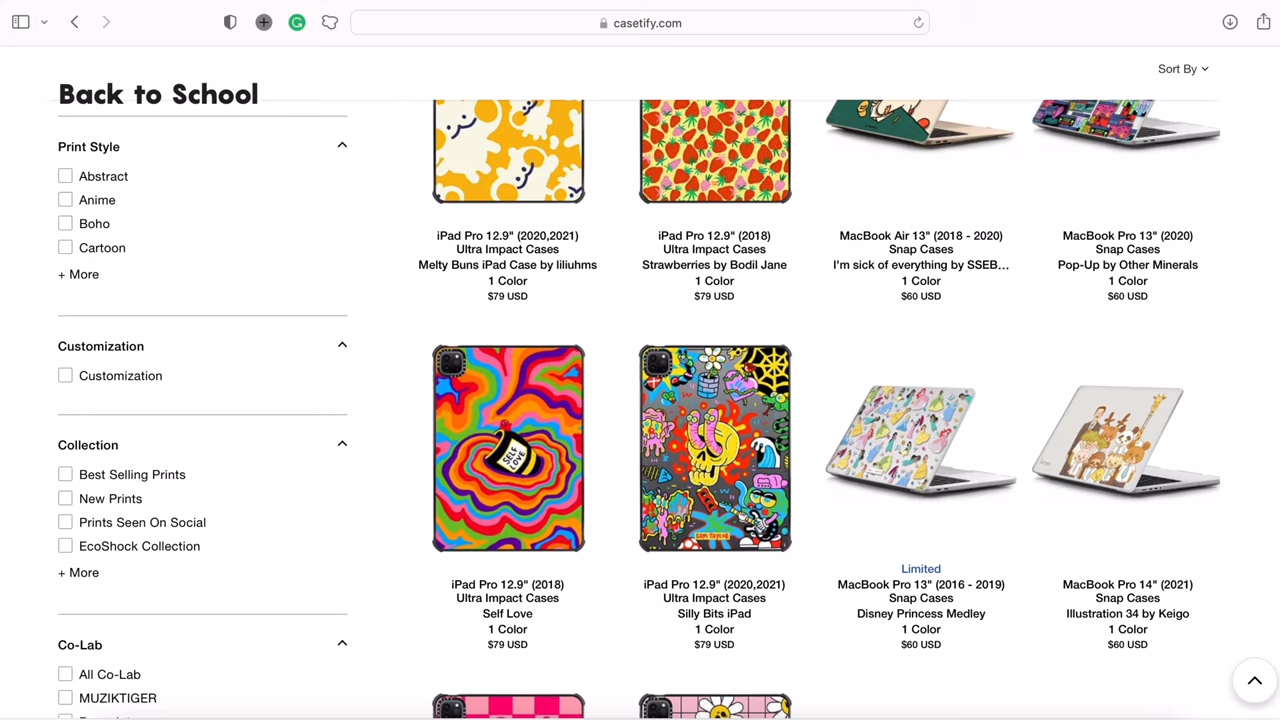 casetify.com
Sort By
Back to School
Print Style
Abstract
Anime
Boho
Cartoon
+ More
Customization
Customization
Collection
Best Selling Prints
New Prints
Prints Seen On Social
EcoShock Collection
+ More
Co-Lab
All Co-Lab
MUZIKTIGER
iPad Pro 12.9" (2020,2021)
Ultra Impact Cases
Melty Buns iPad Case by liliuhms
1 Color
$79 USD
iPad Pro 12.9" (2018)
Ultra Impact Cases
Strawberries by Bodil Jane
1 Color
$79 USD
MacBook Air 13" (2018 - 2020)
Snap Cases
I'm sick of everything by SSEB...
1 Color
$60 USD
MacBook Pro 13" (2020)
Snap Cases
Pop-Up by Other Minerals
1 Color
$60 USD
SELF
LOVE
iPad Pro 12.9" (2018)
Ultra Impact Cases
Self Love
1 Color
$79 USD
SAM TAYLOR
iPad Pro 12.9" (2020,2021)
Ultra Impact Cases
Silly Bits iPad
1 Color
$79 USD
Limited
MacBook Pro 13" (2016 - 2019)
Snap Cases
Disney Princess Medley
1 Color
$60 USD
MacBook Pro 14" (2021)
Snap Cases
Illustration 34 by Keigo
1 Color
$60 USD